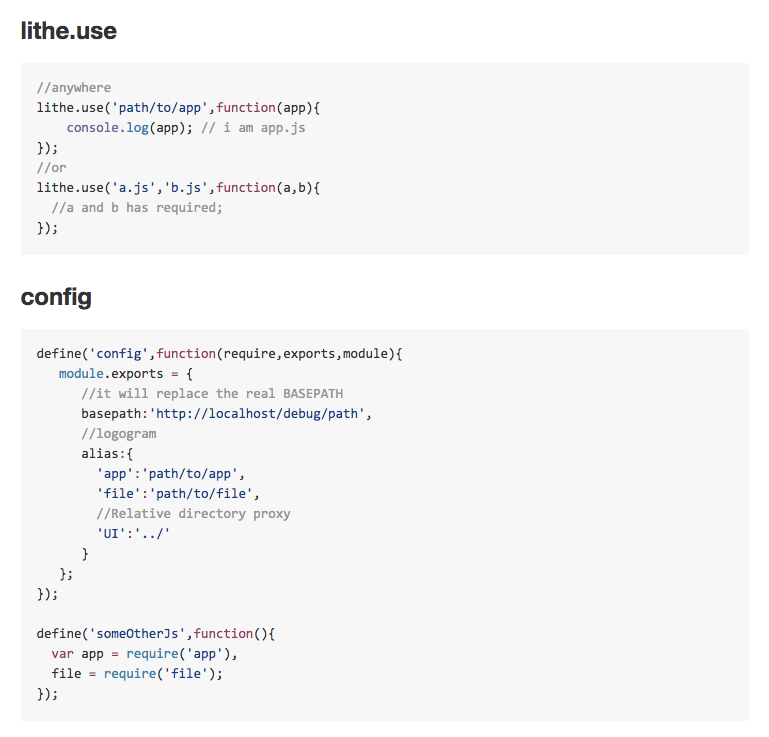 lithe.use
//anywhere
lithe.use('path/to/app',function(app){
    console.log(app); // i am app.js
});
//or
lithe.use('a.js','b.js',function(a,b){
  //a and b has required;
});
config
define('config',function(require,exports,module){
   module.exports = {
      //it will replace the real BASEPATH
      basepath:'http://localhost/debug/path',
      //logogram
      alias:{
        'app':'path/to/app',
        'file':'path/to/file',
        //Relative directory proxy
        'UI':'../'
      }
   };
});
define('someOtherJs',function(){
  var app = require('app'),
  file = require('file');
});